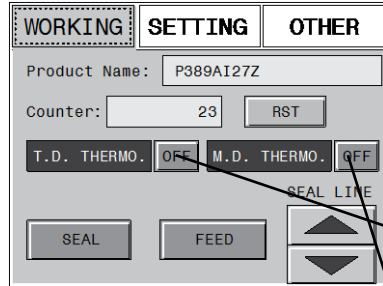 WORKING SETTING OTHER
Product Name: P389AI27Z
Counter: 23 RST
T.D. THERMO. OFF M.D. THERMO. OFF
SEAL LINE
SEAL FEED